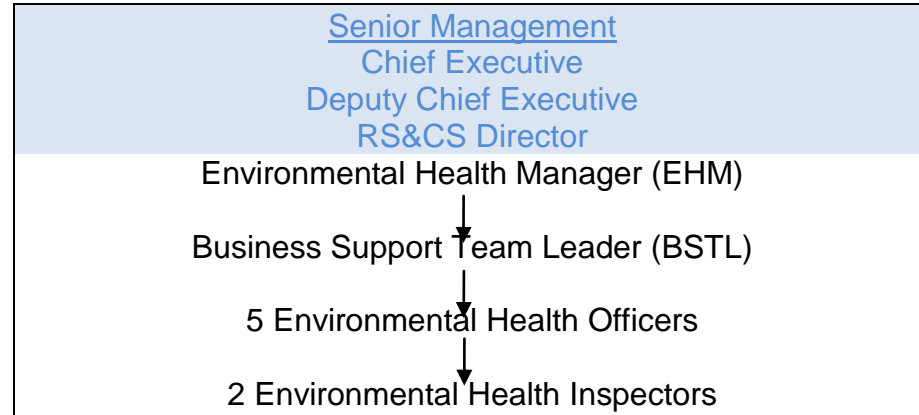 Senior Management
Chief Executive
Deputy Chief Executive
RS&CS Director
Environmental Health Manager (EHM)
Business Support Team Leader (BSTL)
5 Environmental Health Officers
2 Environmental Health Inspectors